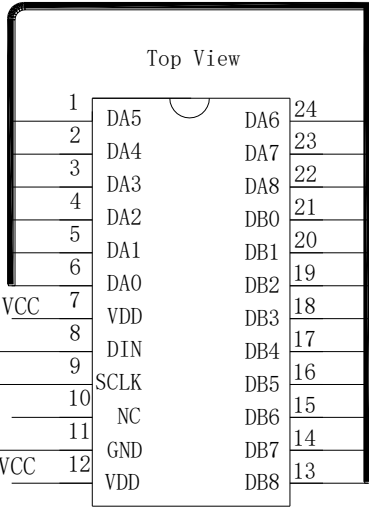 Top View
1 DA5 DA6 24
2 DA4 DA7 23
3 DA3 DA8 22
4 DA2 DB0 21
5 DA1 DB1 20
6 DA0 DB2 19
VCC 7 VDD DB3 18
8 DIN DB4 17
9 SCLK DB5 16
10 NC DB6 15
11 GND DB7 14
VCC 12 VDD DB8 13